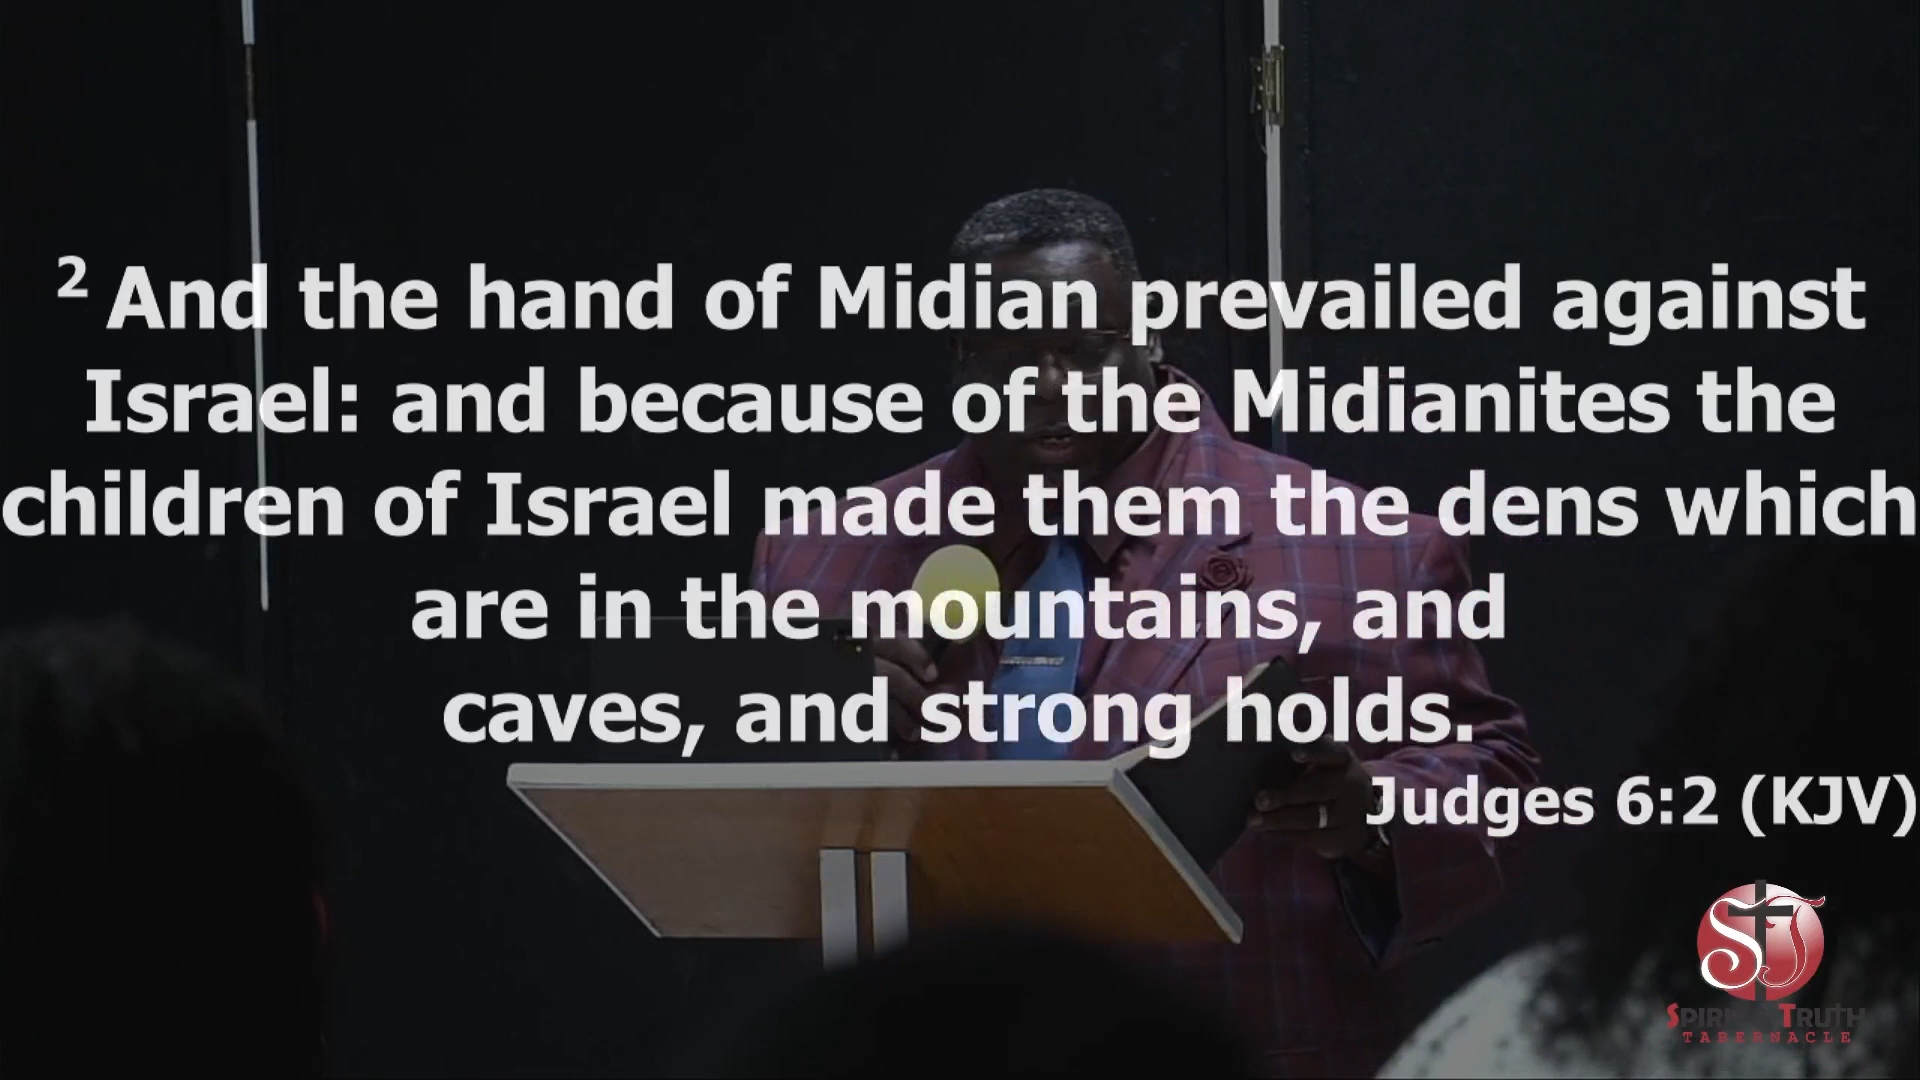 2 And the hand of Midian prevailed against
Israel: and because of the Midianites the
children of Israel made them the dens which
are in the mountains, and
caves, and strong holds.
Judges 6:2 (KJV)
ST
SPIRIT TRUTH
TABERNACLE